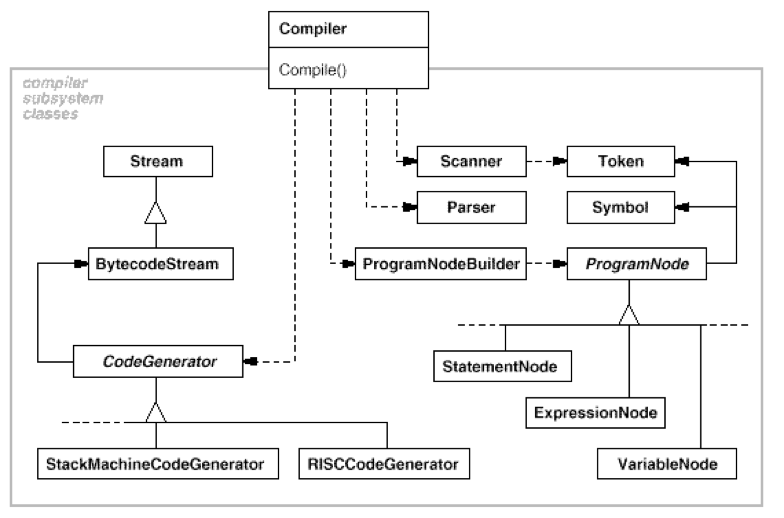 Compiler
Compile()
compiler
subsystem
classes
Stream
Scanner
Token
Parser
Symbol
BytecodeStream
ProgramNodeBuilder
ProgramNode
CodeGenerator
StatementNode
ExpressionNode
StackMachineCodeGenerator
RISCCodeGenerator
VariableNode